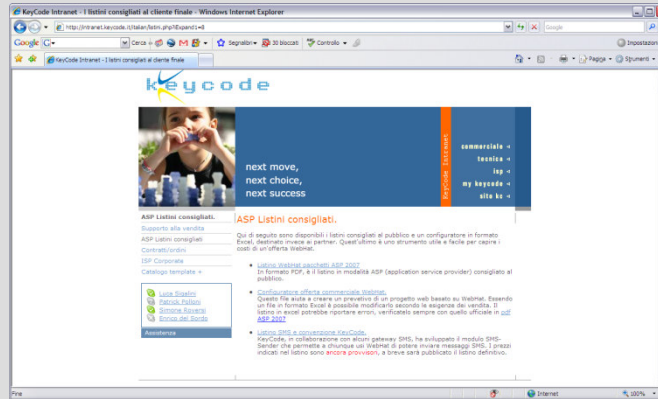 KeyCode Intranet - I listini consigliati al cliente finale - Windows Internet Explorer
http://intranet.keycode.it/italian/listini.php?Expand1=8
Google
Google
Cerca
Segnalibri
30 bloccati
Controllo
Impostazioni
KeyCode Intranet - I listini consigliati al cliente finale
Pagina
Strumenti
keycode
next move,
next choice,
next success
KeyCode Intranet
commerciale
tecnico
isp
my keycode
sito kc
ASP Listini consigliati.
Supporto alla vendita
ASP Listini consigliati
Contratti/ordini
ISP Corporate
Catalogo template +
Luca Sigalini
Patrick Polloni
Simone Roversi
Enrico del Sordo
Assistenza
ASP Listini consigliati.
Qui di seguito sono disponibili i listini consigliati al pubblico e un configuratore in formato
Excel, destinato invece ai partner. Quest'ultimo è uno strumento utile e facile per capire i
costi di un'offerta WebHat.
Listino WebHat pacchetti ASP 2007
In formato PDF, è il listino in modalità ASP (application service provider) consigliato al
pubblico.
Configuratore offerta commerciale WebHat.
Questo file aiuta a creare un preventivo di un progetto web basato su WebHat. Essendo
un file in formato Excel è possibile modificarlo secondo le esigenze dei vendita. Il
listino in excel potrebbe riportare errori, verificatelo sempre con quello ufficiale in pdf
ASP 2007
Listino SMS e convenzione KeyCode.
KeyCode, in collaborazione con alcuni gateway SMS, ha sviluppato il modulo SMS-
Sender che permette a chiunque usi WebHat di potere inviare messaggi SMS. I prezzi
indicati nel listino sono ancora provvisori, a breve sarà pubblicato il listino definitivo.
Fine
Internet
100%